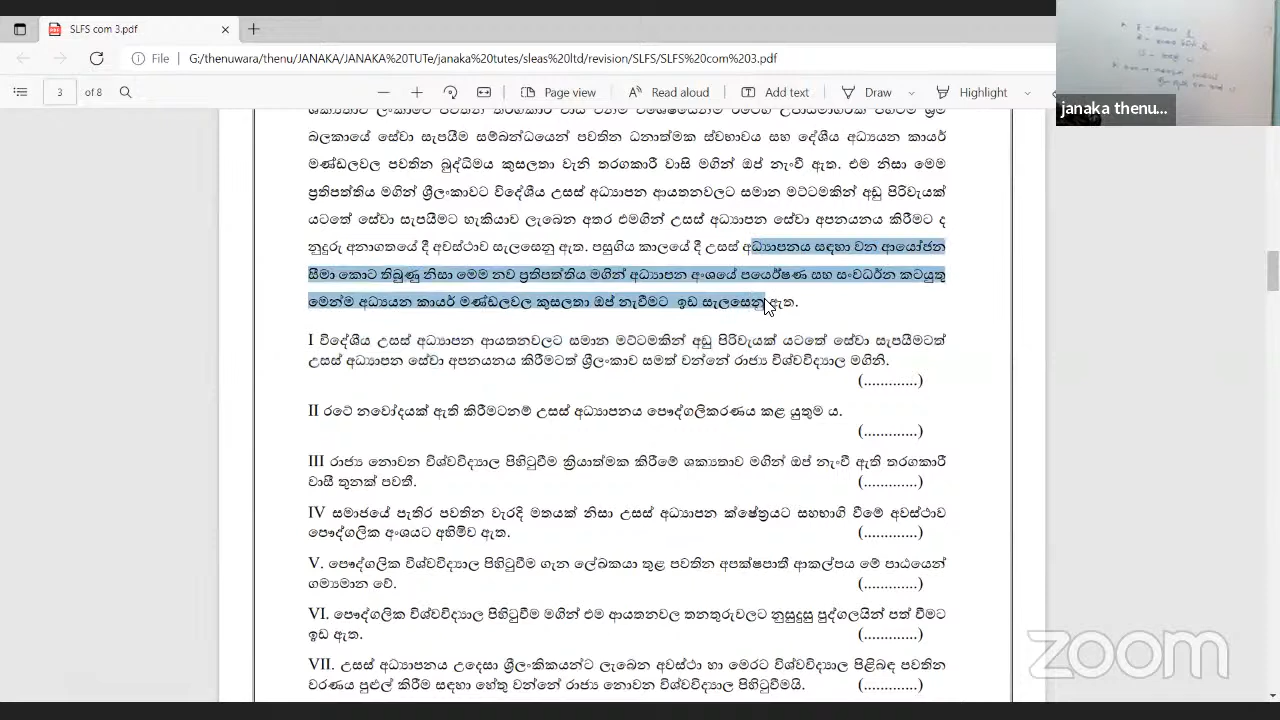 SLFS com 3.pdf
File G:/thenuwara/thenu/JANAKA/JANAKA%20TUTe/janaka%20tutes/sleas%20ltd/revision/SLFS/SLFS%20com%203.pdf
3 of 8 Page view Read aloud Add text Draw Highlight
janaka thenu...
බලකායේ සේවා සැපයීම සම්බන්ධයෙන් පවතින ධනාත්මක ස්වභාවය සහ දේශීය අධ්‍යයන කාර්ය
මණ්ඩලවල පවතින බුද්ධිමය කුසලතා වැනි තරගකාරී වාසි මගින් ඔප් නැංවී ඇත. එම නිසා මෙම
ප්‍රතිපත්තිය මගින් ශ්‍රීලංකාවට විදේශීය උසස් අධ්‍යාපන ආයතනවලට සමාන මට්ටමකින් අඩු පිරිවැයක්
යටතේ සේවා සැපයීමට හැකියාව ලැබෙන අතර එමගින් උසස් අධ්‍යාපන සේවා අපනයනය කිරීමට ද
නුදුරු අනාගතයේ දී අවස්ථාව සැලසෙනු ඇත. පසුගිය කාලයේ දී උසස් අධ්‍යාපනය සඳහා වන ආයෝජන
සීමා කොට තිබුණු නිසා මෙම නව ප්‍රතිපත්තිය මගින් අධ්‍යාපන අංශයේ පර්යේෂණ සහ සංවර්ධන කටයුතු
මෙන්ම අධ්‍යයන කාර්ය මණ්ඩලවල කුසලතා ඔප් නැවීමට ඉඩ සැලසෙනු ඇත.
I විදේශීය උසස් අධ්‍යාපන ආයතනවලට සමාන මට්ටමකින් අඩු පිරිවැයක් යටතේ සේවා සැපයීමටත්
උසස් අධ්‍යාපන සේවා අපනයනය කිරීමටත් ශ්‍රීලංකාව සමත් වන්නේ රාජ්‍ය විශ්වවිද්‍යාල මගිනි.
(.............)
II රටේ නවෝදයක් ඇති කිරීමටනම් උසස් අධ්‍යාපනය පෞද්ගලිකරණය කළ යුතුම ය.
(.............)
III රාජ්‍ය නොවන විශ්වවිද්‍යාල පිහිටුවීම ක්‍රියාත්මක කිරීමේ ශක්‍යතාව මගින් ඔප් නැංවී ඇති තරගකාරී
වාසී තුනක් පවතී. (.............)
IV සමාජයේ පැතිර පවතින වැරදි මතයක් නිසා උසස් අධ්‍යාපන ක්ෂේත්‍රයට සහභාගි වීමේ අවස්ථාව
පෞද්ගලික අංශයට අහිමිව ඇත. (.............)
V. පෞද්ගලික විශ්වවිද්‍යාල පිහිටුවීම ගැන ලේඛකයා තුළ පවතින අපක්ෂපාතී ආකල්පය මේ පාඨයෙන්
ගම්‍යමාන වේ. (.............)
VI. පෞද්ගලික විශ්වවිද්‍යාල පිහිටුවීම මගින් එම ආයතනවල තනතුරුවලට නුසුදුසු පුද්ගලයින් පත් වීමට
ඉඩ ඇත. (.............)
VII. උසස් අධ්‍යාපනය උදෙසා ශ්‍රීලංකිකයන්ට ලැබෙන අවස්ථා හා මෙරට විශ්වවිද්‍යාල පිළිබඳ පවතින
වරණය පුළුල් කිරීම සඳහා හේතු වන්නේ රාජ්‍ය නොවන විශ්වවිද්‍යාල පිහිටුවීමයි. (.............)
zoom